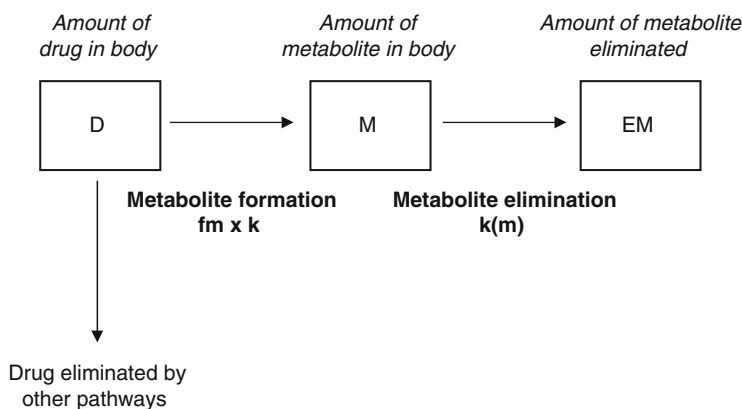 Amount of
drug in body
Amount of
metabolite in body
Amount of metabolite
eliminated
D
M
EM
Metabolite formation
fm x k
Metabolite elimination
k(m)
Drug eliminated by
other pathways